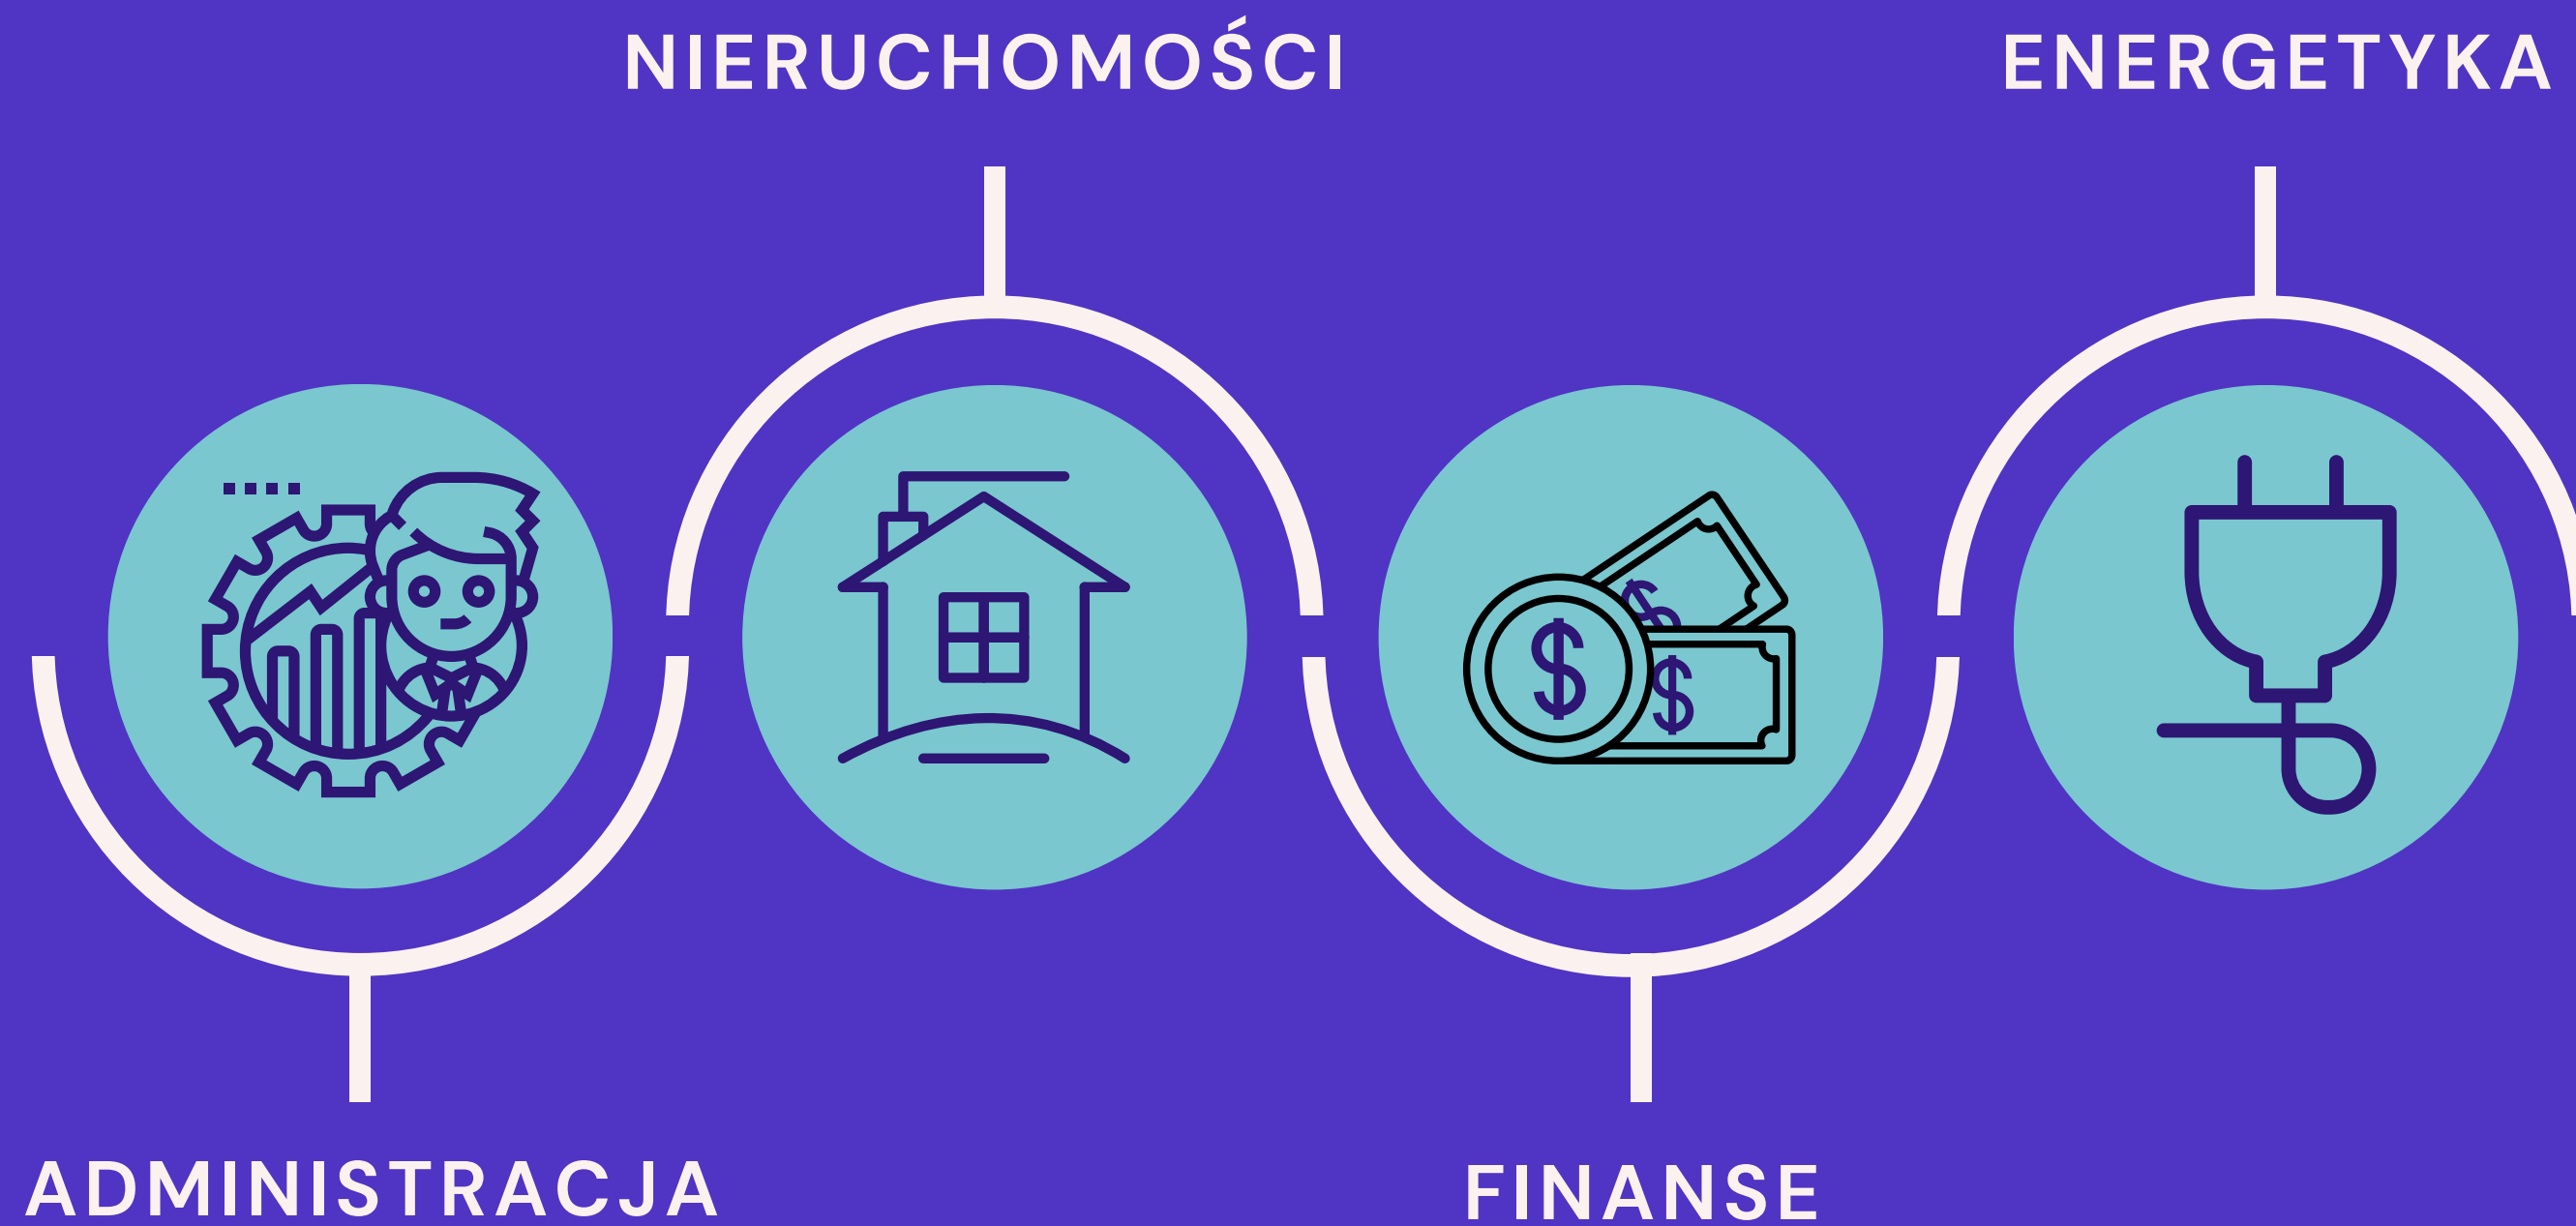 NIERUCHOMOŚCI
ENERGETYKA
$
$
$
ADMINISTRACJA
FINANSE